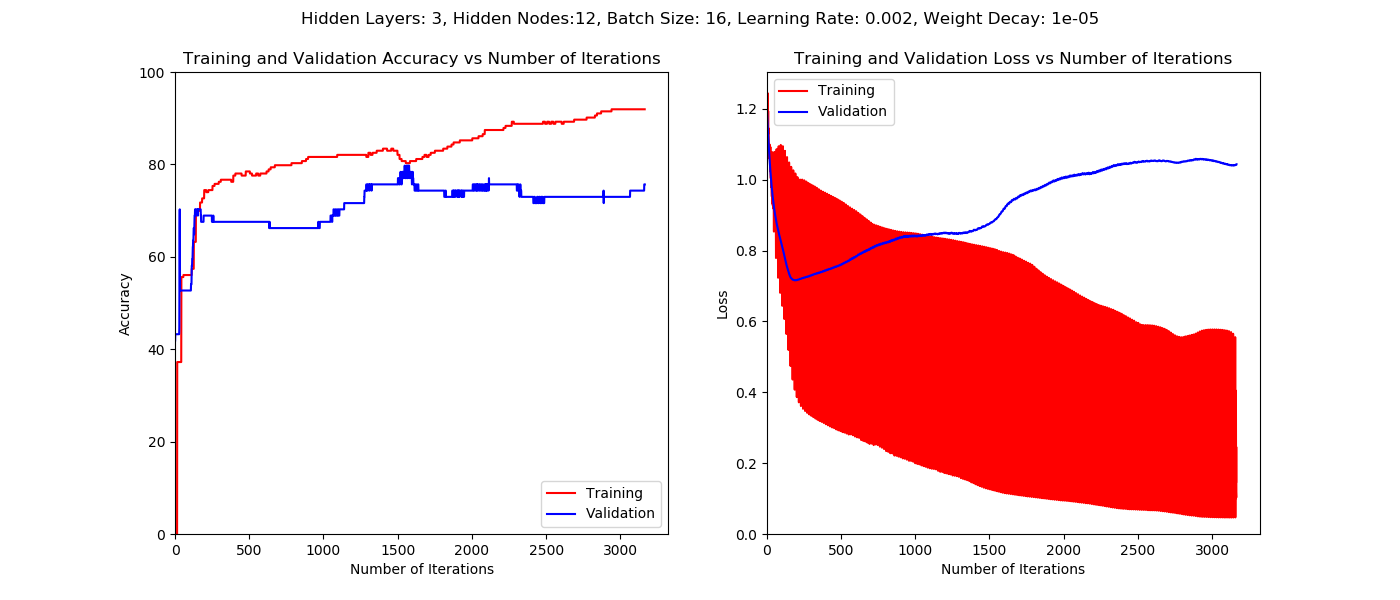 Hidden Layers: 3, Hidden Nodes:12, Batch Size: 16, Learning Rate: 0.002, Weight Decay: 1e-05
Training and Validation Accuracy vs Number of Iterations
100
80
60
40
20
0
Accuracy
0 500 1000 1500 2000 2500 3000
Number of Iterations
Training
Validation
Training and Validation Loss vs Number of Iterations
Training
Validation
1.2
1.0
0.8
0.6
0.4
0.2
0.0
Loss
0 500 1000 1500 2000 2500 3000
Number of Iterations